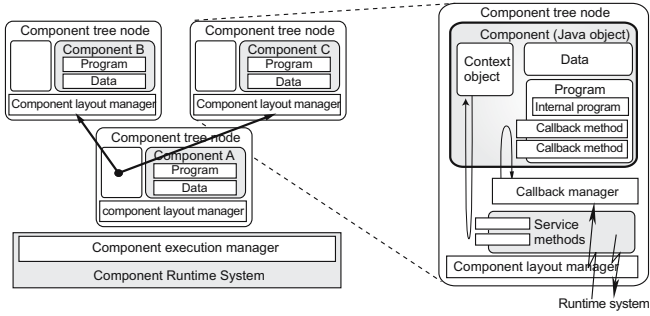 Component tree node
Component B
Program
Data
Component layout manager
Component tree node
Component C
Program
Data
Component layout manager
Component tree node
Component A
Program
Data
component layout manager
Component execution manager
Component Runtime System
Component tree node
Component (Java object)
Context
object
Data
Program
Internal program
Callback method
Callback method
Callback manager
Service
methods
Component layout manager
Runtime system